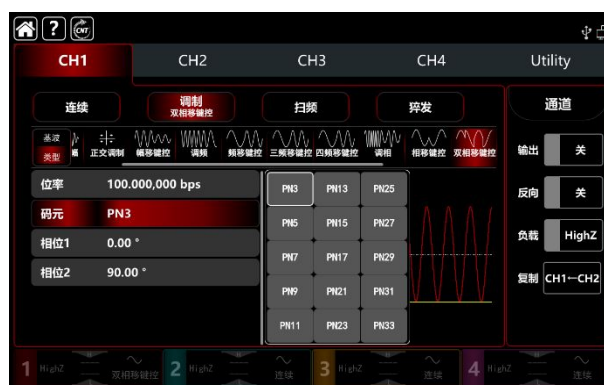 ? CNT
CH1 CH2 CH3 CH4 Utility
连续 调制 双相移键控 扫频 猝发 通道
基波 类型 正交调制 幅移键控 调频 频移键控 三频移键控 四频移键控 调相 相移键控 双相移键控
位率 100.000,000 bps
码元 PN3
相位1 0.00 °
相位2 90.00 °
PN3 PN13 PN25
PN5 PN15 PN27
PN7 PN17 PN29
PN9 PN21 PN31
PN11 PN23 PN33
输出 关
反向 关
负载 HighZ
复制 CH1←CH2
1 HighZ 双相移键控 2 HighZ 连续 3 HighZ 连续 4 HighZ 连续